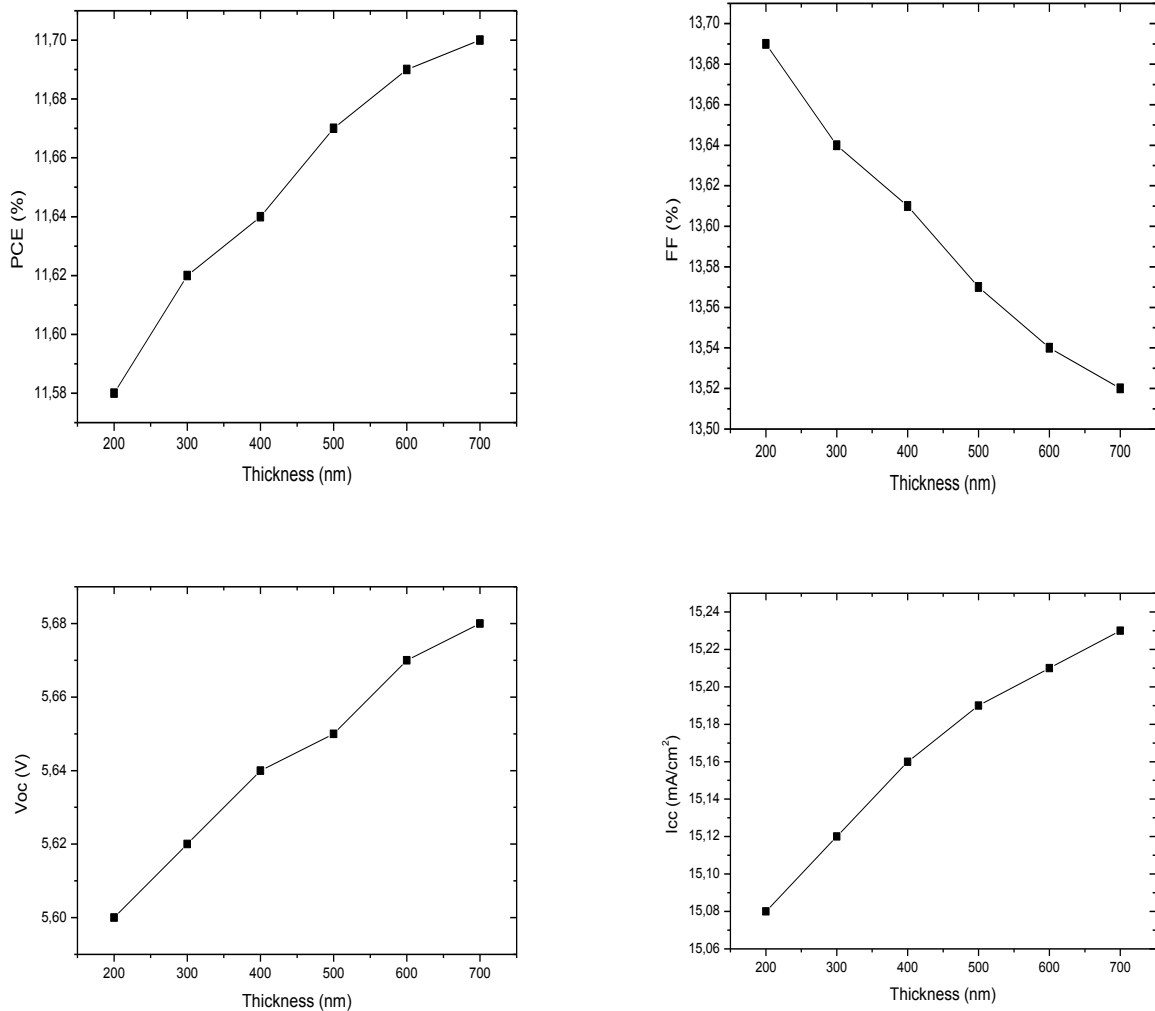 PCE (%)
11,70
11,68
11,66
11,64
11,62
11,60
11,58
200 300 400 500 600 700
Thickness (nm)
FF (%)
13,70
13,68
13,66
13,64
13,62
13,60
13,58
13,56
13,54
13,52
13,50
200 300 400 500 600 700
Thickness (nm)
Voc (V)
5,68
5,66
5,64
5,62
5,60
200 300 400 500 600 700
Thickness (nm)
Icc (mA/cm²)
15,24
15,22
15,20
15,18
15,16
15,14
15,12
15,10
15,08
15,06
200 300 400 500 600 700
Thickness (nm)